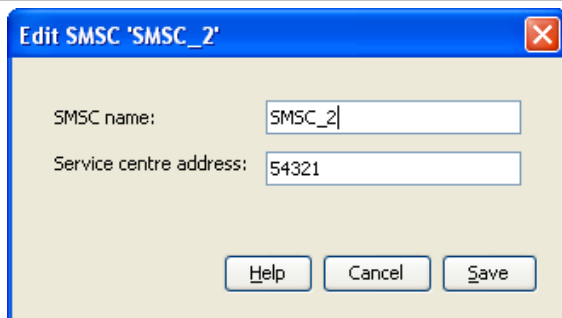 Edit SMSC 'SMSC_2'
SMSC name: SMSC_2
Service centre address: 54321
Help Cancel Save